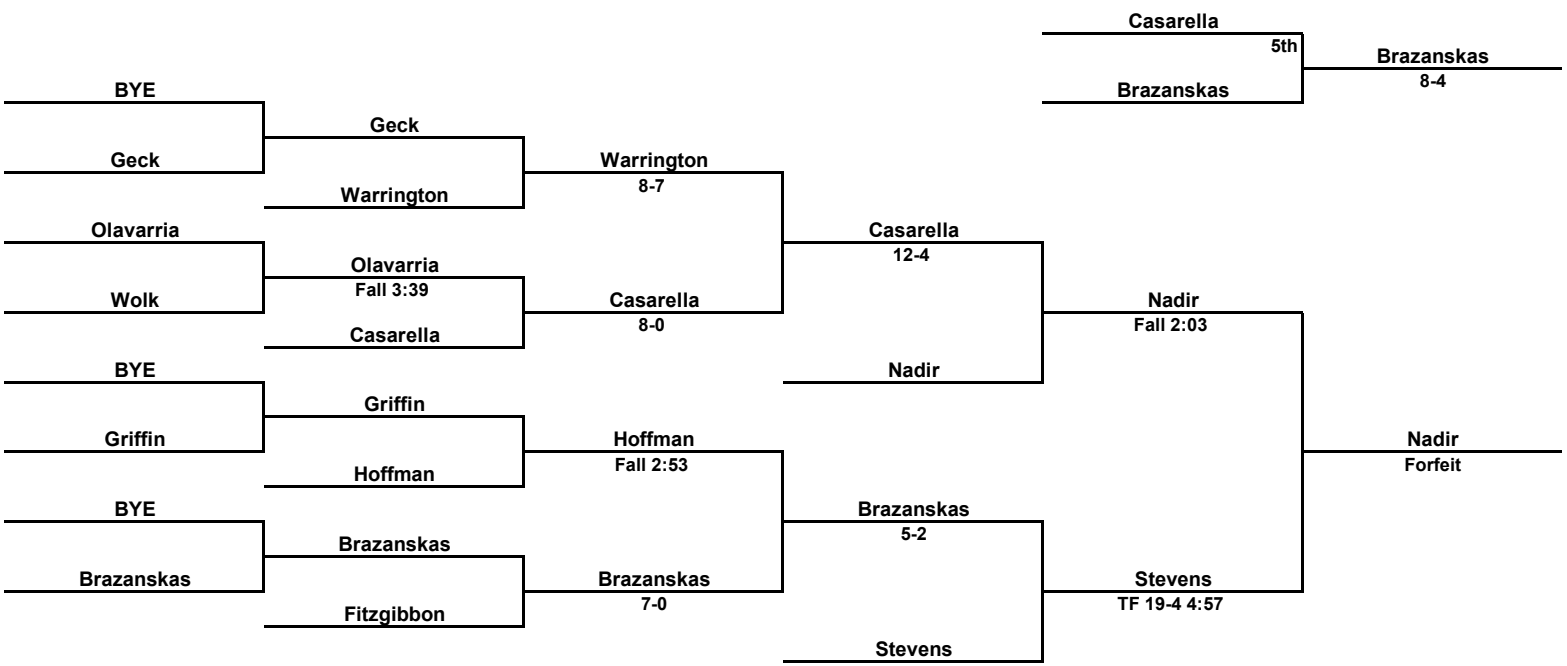 Casarella
5th
Brazanskas
8-4
BYE
Brazanskas
Geck
Geck
Warrington
8-7
Warrington
Olavarria
Casarella
12-4
Olavarria
Fall 3:39
Wolk
Casarella
8-0
Nadir
Fall 2:03
Casarella
BYE
Nadir
Griffin
Griffin
Hoffman
Fall 2:53
Nadir
Forfeit
Hoffman
BYE
Brazanskas
5-2
Brazanskas
Brazanskas
Brazanskas
7-0
Stevens
TF 19-4 4:57
Fitzgibbon
Stevens